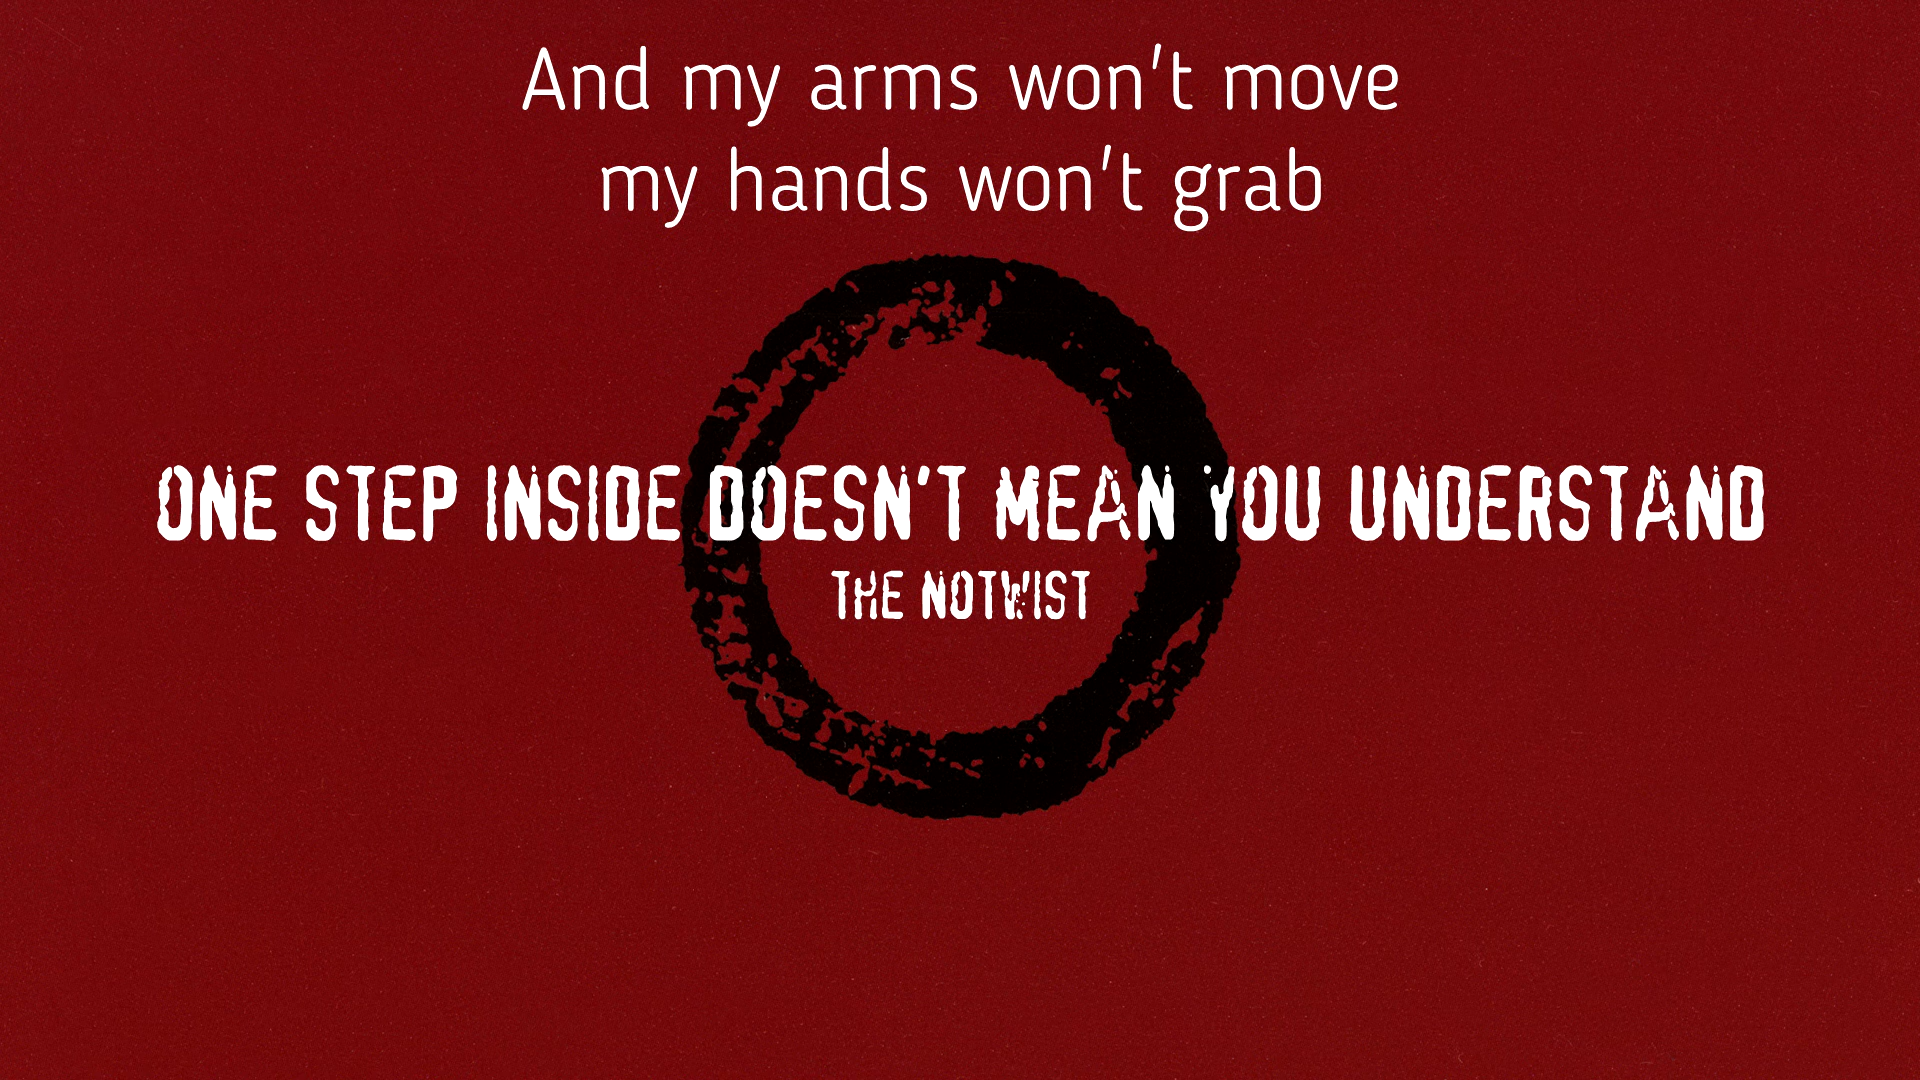 And my arms won't move
my hands won't grab
ONE STEP INSIDE DOESN'T MEAN YOU UNDERSTAND
THE NOTWIST